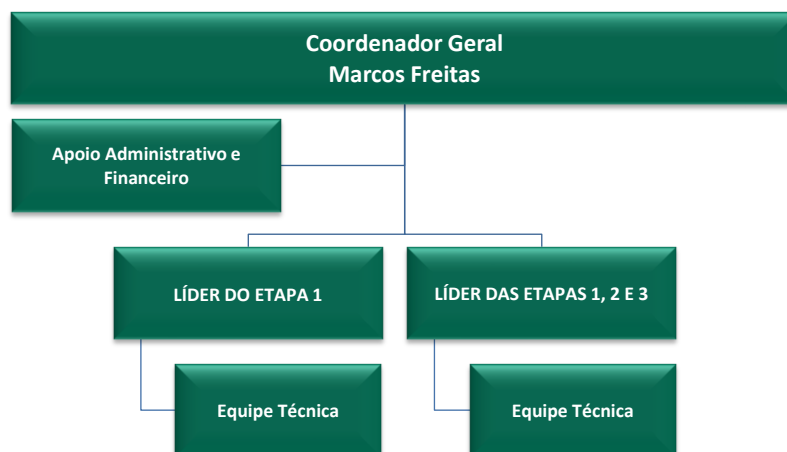 Coordenador Geral
Marcos Freitas
Apoio Administrativo e
Financeiro
LÍDER DO ETAPA 1
LÍDER DAS ETAPAS 1, 2 E 3
Equipe Técnica
Equipe Técnica